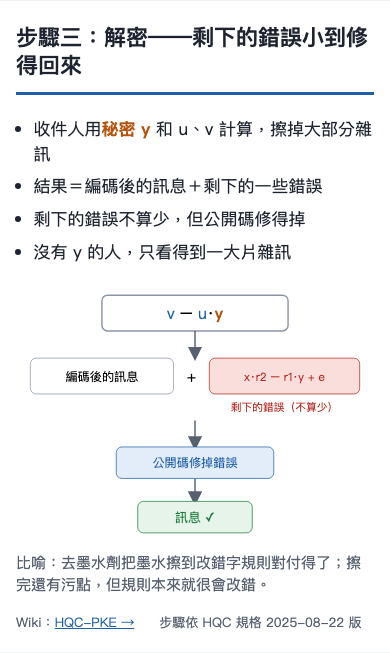 步驟三：解密——剩下的錯誤小到修
得回來
• 收件人用秘密 y 和 u、v 計算，擦掉大部分雜
訊
• 結果＝編碼後的訊息＋剩下的一些錯誤
• 剩下的錯誤不算少，但公開碼修得掉
• 沒有 y 的人，只看得到一大片雜訊
v − u·y
編碼後的訊息 + x·r2 − r1·y + e
剩下的錯誤（不算少）
公開碼修掉錯誤
訊息 ✓
比喻：去墨水劑把墨水擦到改錯字規則對付得了；擦
完還有污點，但規則本來就很會改錯。
Wiki：HQC-PKE → 步驟依 HQC 規格 2025-08-22 版